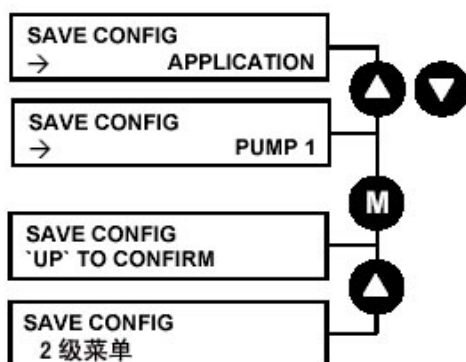 SAVE CONFIG
→ APPLICATION
SAVE CONFIG
→ PUMP 1
M
SAVE CONFIG
`UP` TO CONFIRM
SAVE CONFIG
2 级菜单